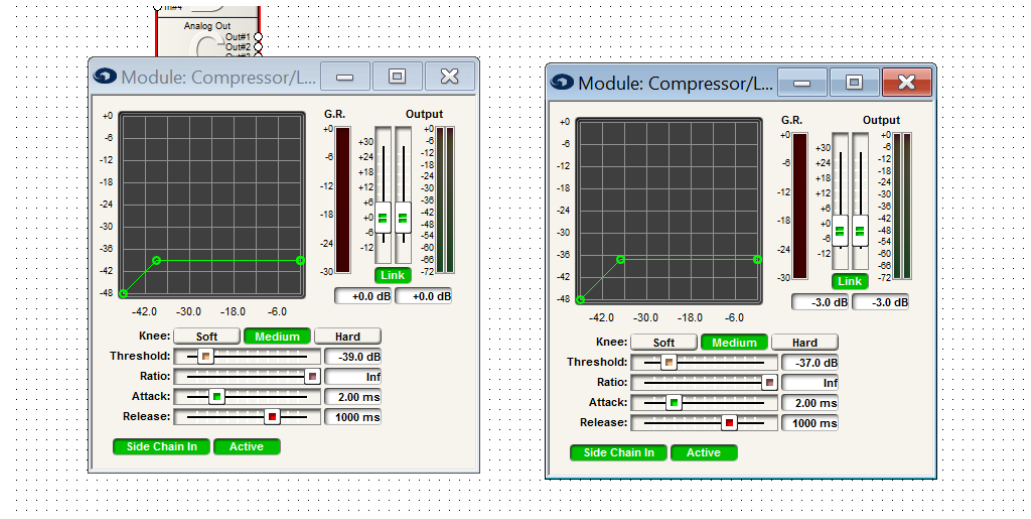 In#4
Analog Out
Out#1
Out#2
Module: Compressor/L...
G.R.
Output
+0
-6
-12
-18
-24
-30
-36
-42
-48
-42.0 -30.0 -18.0 -6.0
+0
-6
-12
-18
-24
-30
+30
+24
+18
+12
+6
+0
-6
-12
+0
-6
-12
-18
-24
-30
-36
-42
-48
-54
-60
-66
-72
Link
+0.0 dB +0.0 dB
Knee: Soft Medium Hard
Threshold: -39.0 dB
Ratio: Inf
Attack: 2.00 ms
Release: 1000 ms
Side Chain In Active
Module: Compressor/L...
G.R.
Output
+0
-6
-12
-18
-24
-30
-36
-42
-48
-42.0 -30.0 -18.0 -6.0
+0
-6
-12
-18
-24
-30
+30
+24
+18
+12
+6
+0
-6
-12
+0
-6
-12
-18
-24
-30
-36
-42
-48
-54
-60
-66
-72
Link
-3.0 dB -3.0 dB
Knee: Soft Medium Hard
Threshold: -37.0 dB
Ratio: Inf
Attack: 2.00 ms
Release: 1000 ms
Side Chain In Active